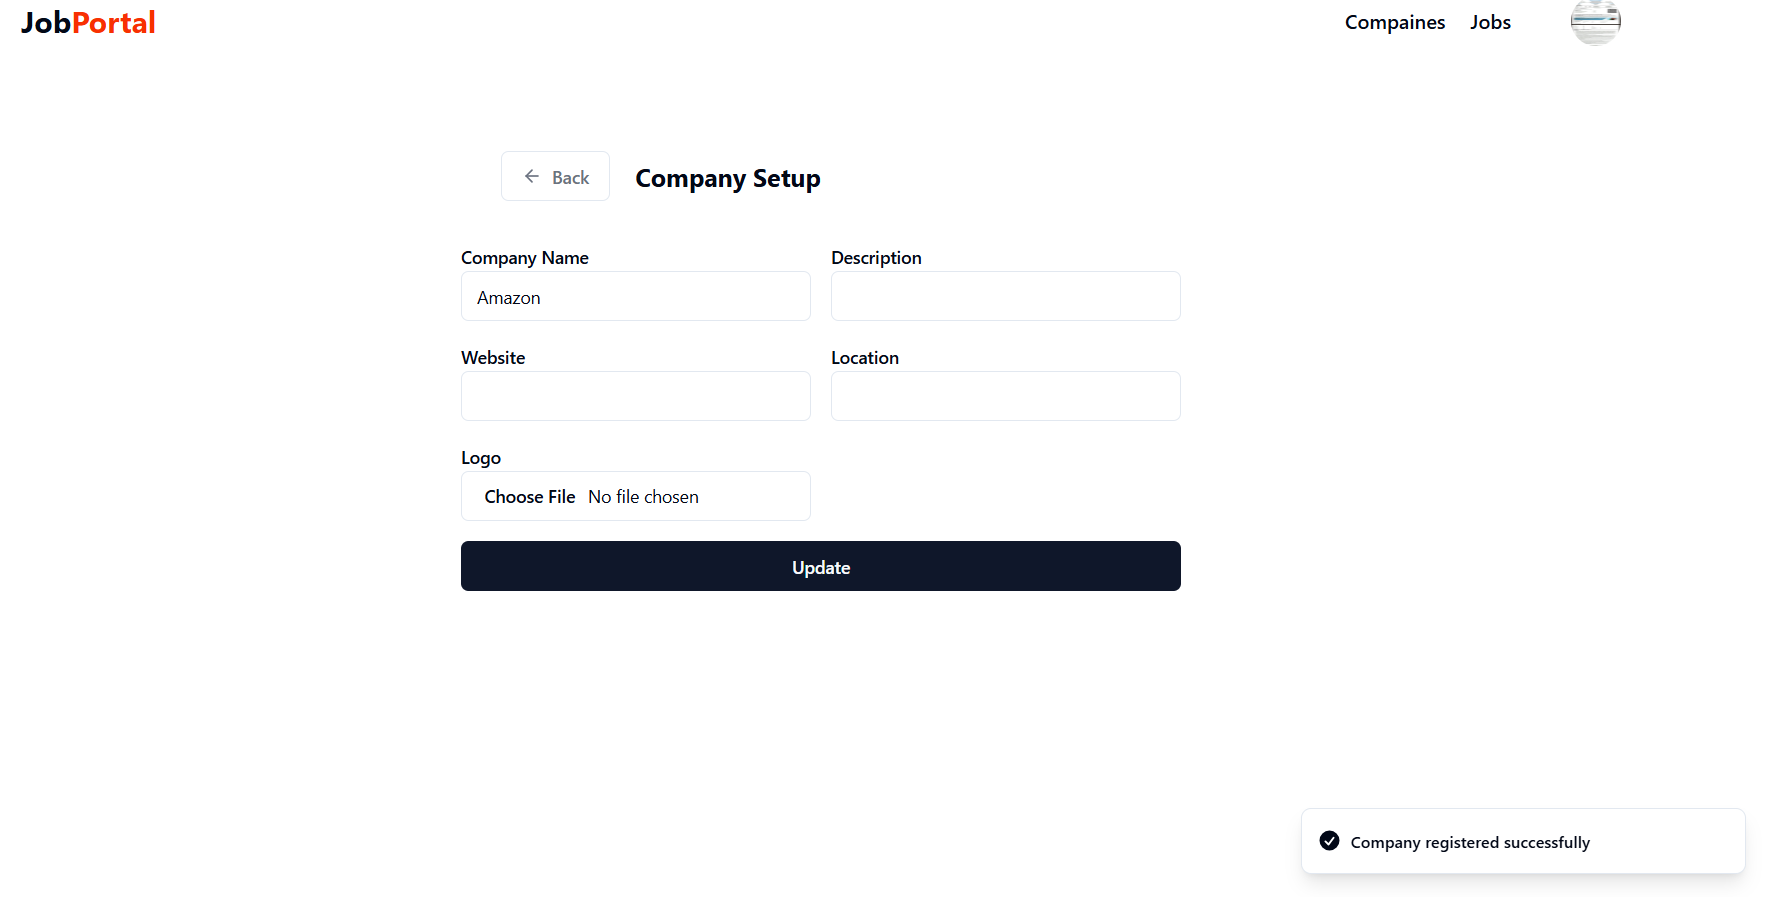 JobPortal
Compaines Jobs
Back
Company Setup
Company Name Description
Amazon
Website Location
Logo
Choose File No file chosen
Update
Company registered successfully